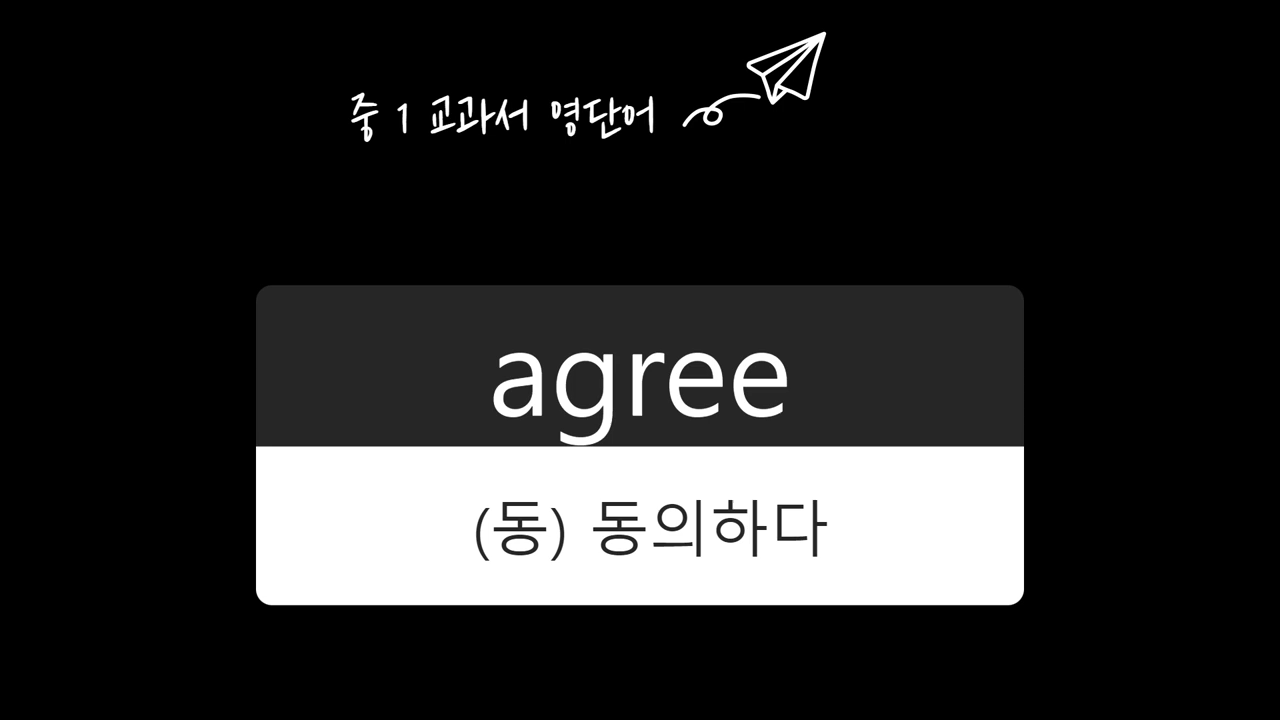 중 1 교과서 영단어
agree
(동) 동의하다